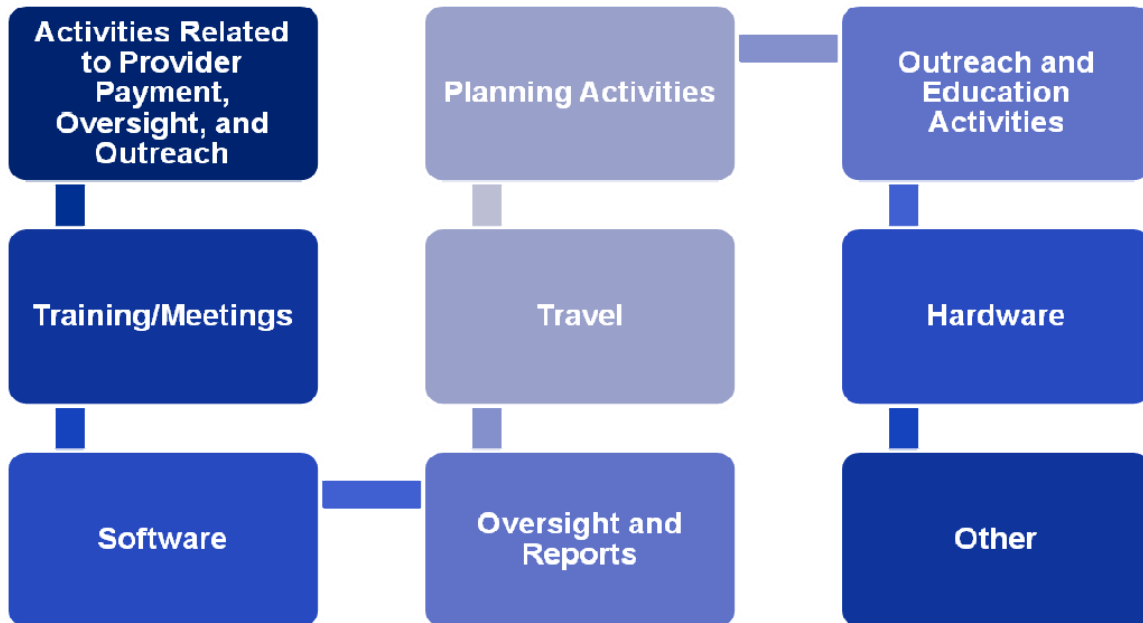 Activities Related
to Provider
Payment,
Oversight, and
Outreach
Training/Meetings
Software
Oversight and
Reports
Travel
Planning Activities
Outreach and
Education
Activities
Hardware
Other